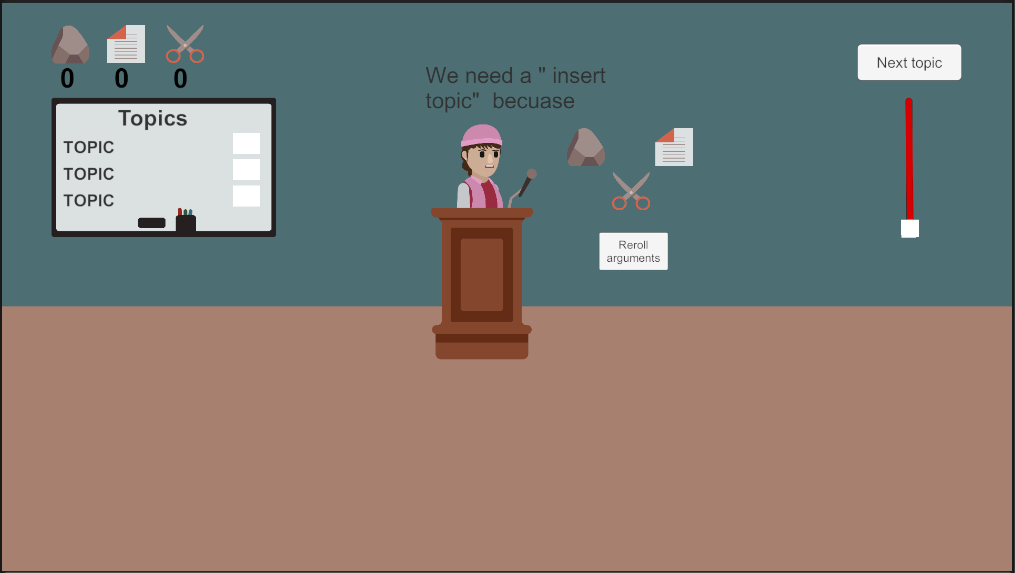 0 0 0
Topics
TOPIC
TOPIC
TOPIC
We need a " insert
topic" becuase
Reroll
arguments
Next topic